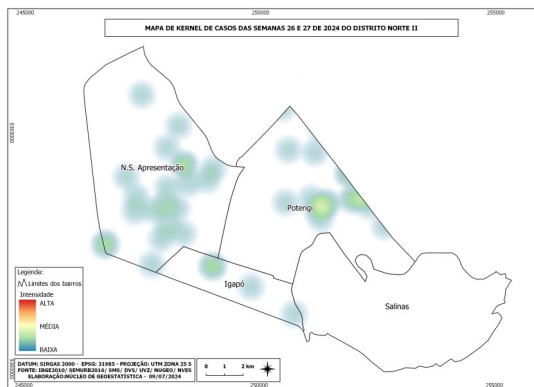 245000 250000 255000
MAPA DE KERNEL DE CASOS DAS SEMANAS 26 E 27 DE 2024 DO DISTRITO NORTE II
N.S. Apresentação
Potengi
Igapó
Salinas
Legenda:
Limites dos bairros
Intensidade
ALTA
MÉDIA
BAIXA
0 1 2 km
DATUM: SIRGAS 2000 - EPSG: 31985 - PROJEÇÃO: UTM ZONA 25 S
FONTE: IBGE2010/ SEMURB2016/ SMS/ DVS/ UVZ/ NUGEO/ NVES
ELABORAÇÃO:NÚCLEO DE GEOESTATÍSTICA - 09/07/2024
245000 250000 255000